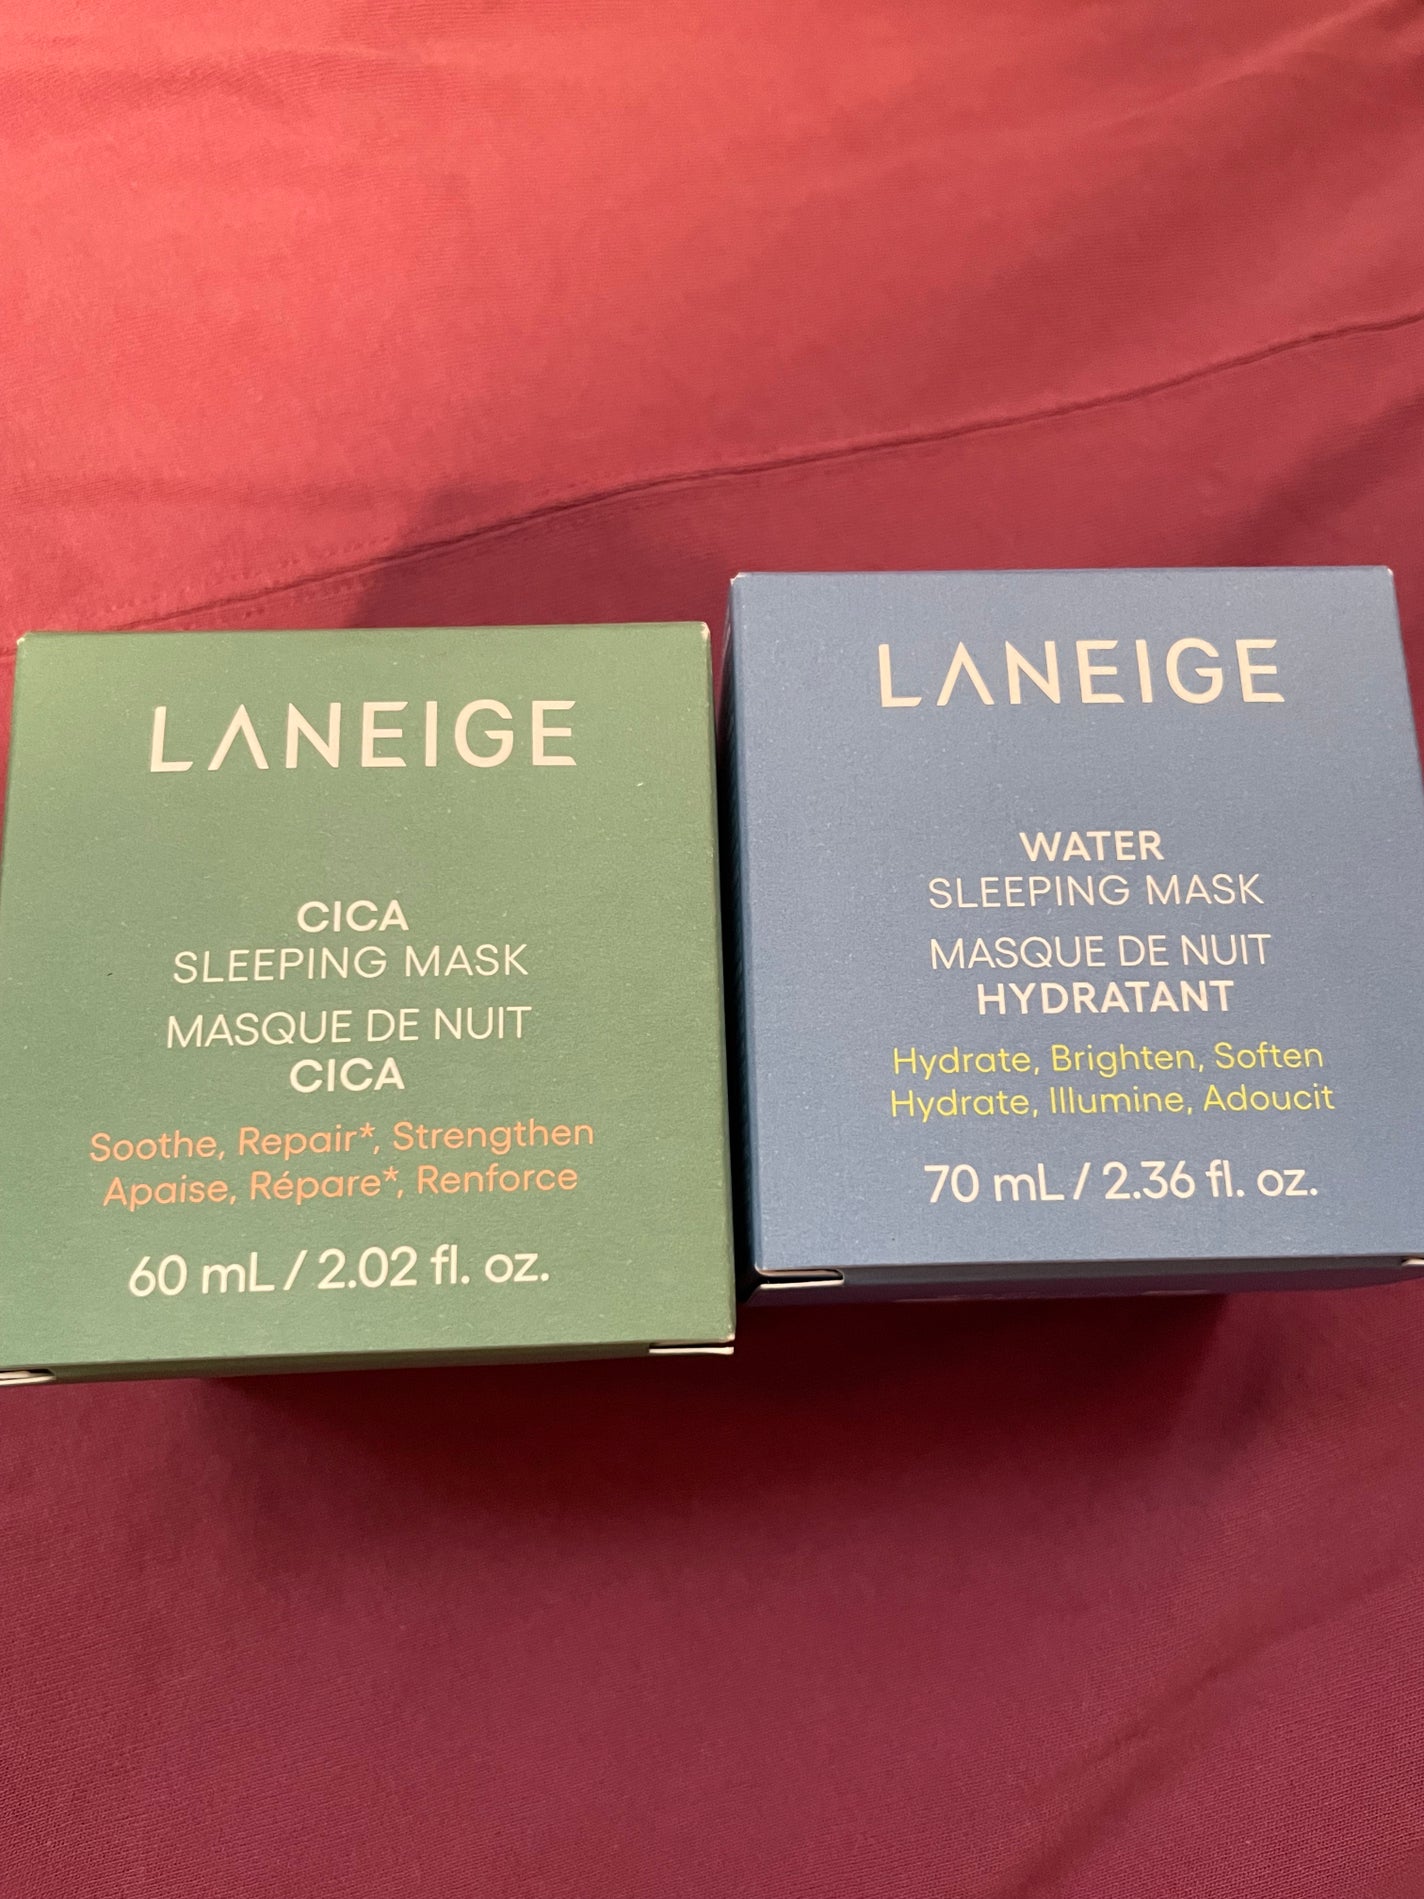 LANEIGE
CICA
SLEEPING MASK
MASQUE DE NUIT
CICA
Soothe, Repair*, Strengthen
Apaise, Répare*, Renforce
60 mL / 2.02 fl. oz.
LANEIGE
WATER
SLEEPING MASK
MASQUE DE NUIT
HYDRATANT
Hydrate, Brighten, Soften
Hydrate, Illumine, Adoucit
70 mL / 2.36 fl. oz.